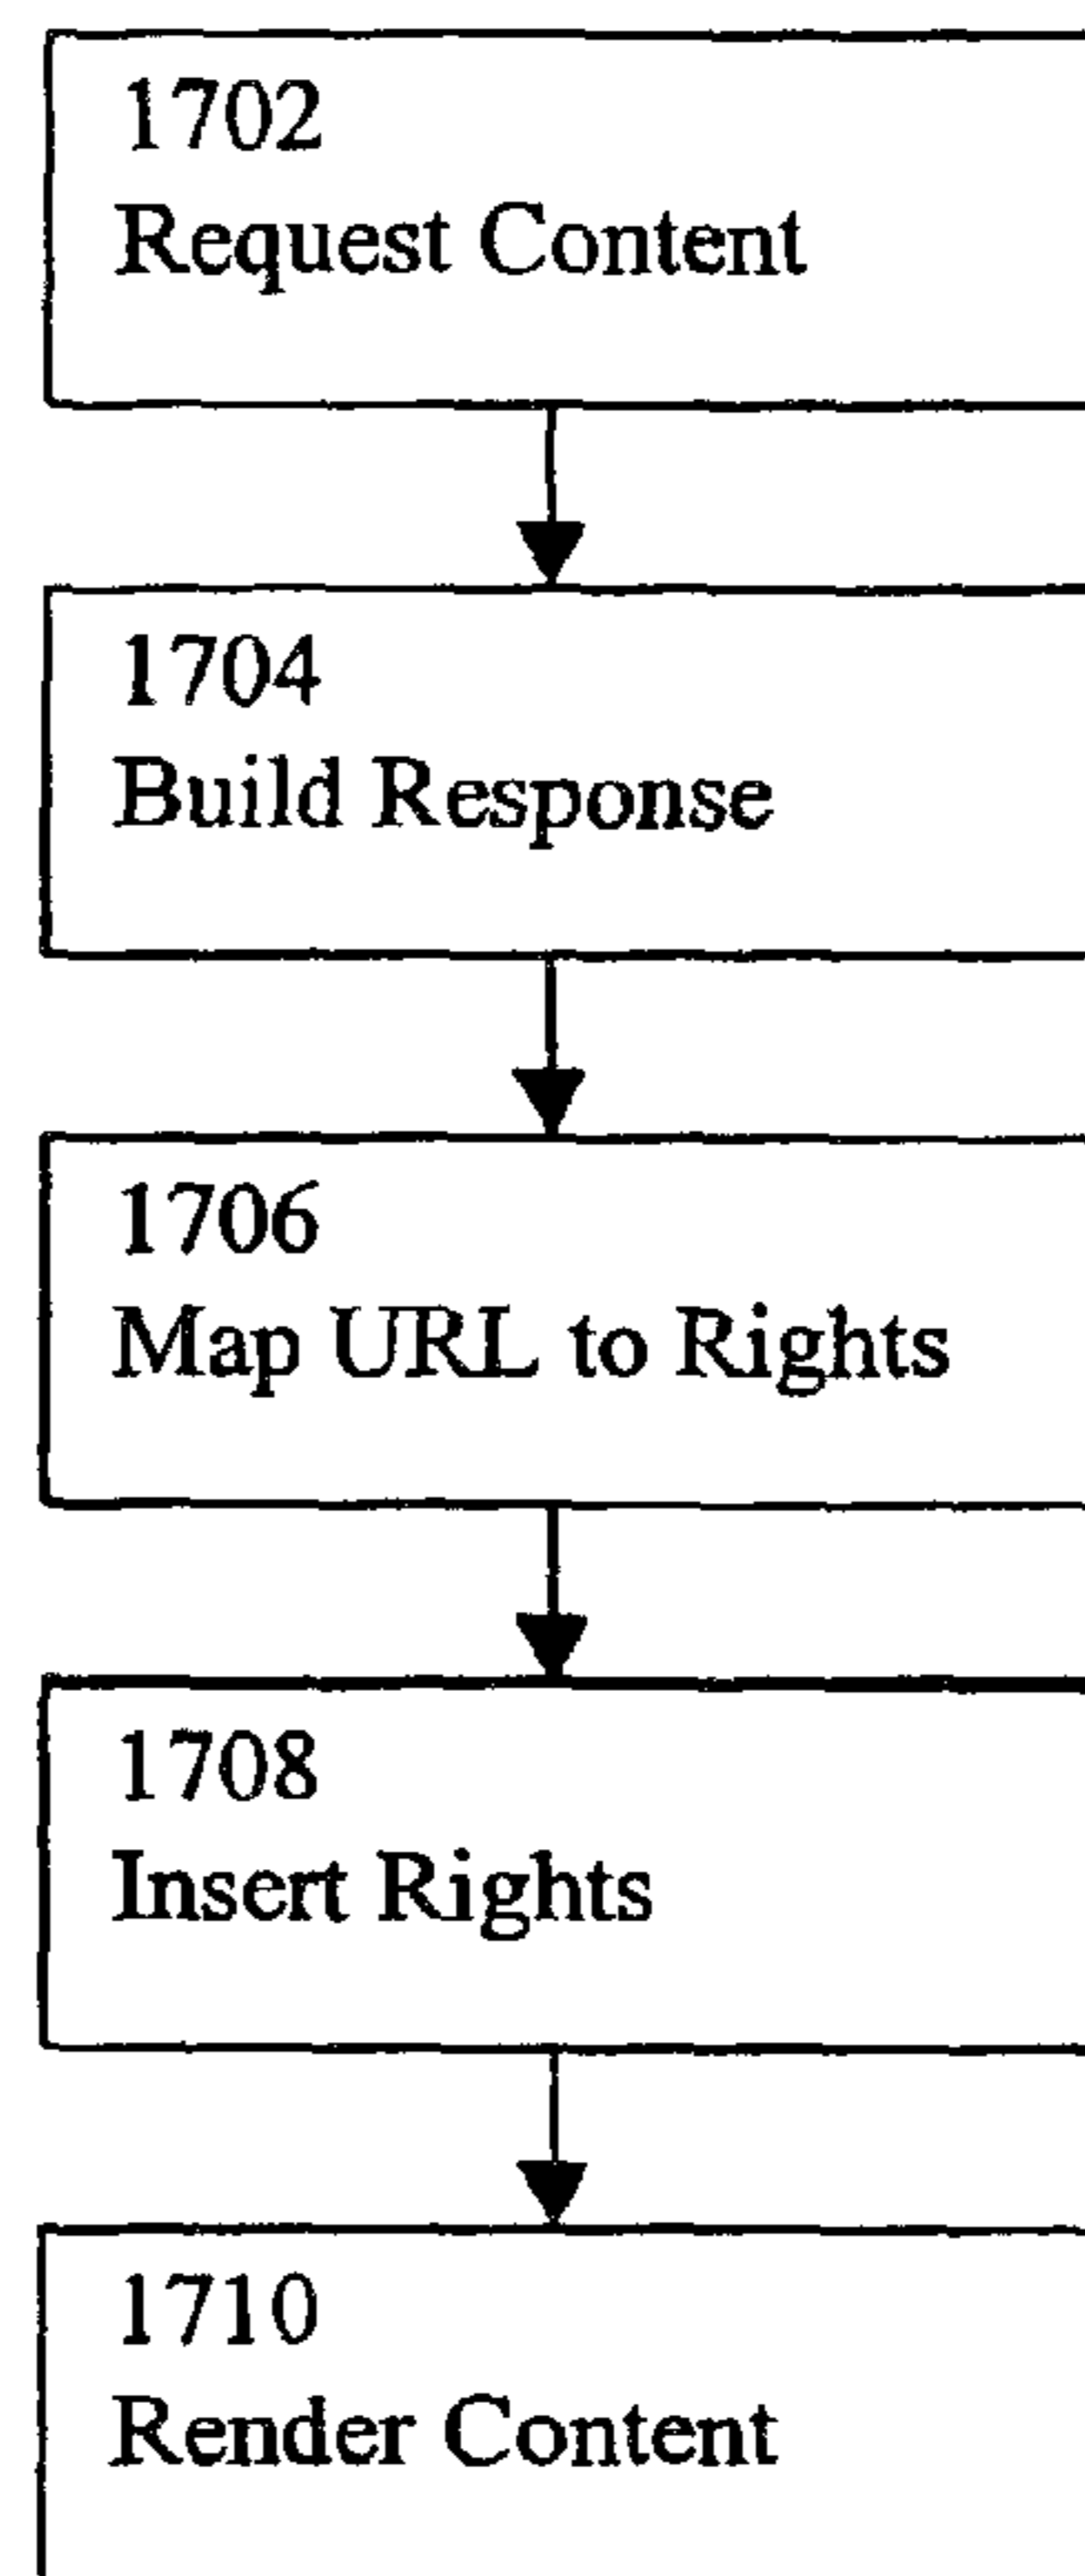 1702
Request Content
1704
Build Response
1706
Map URL to Rights
1708
Insert Rights
1710
Render Content